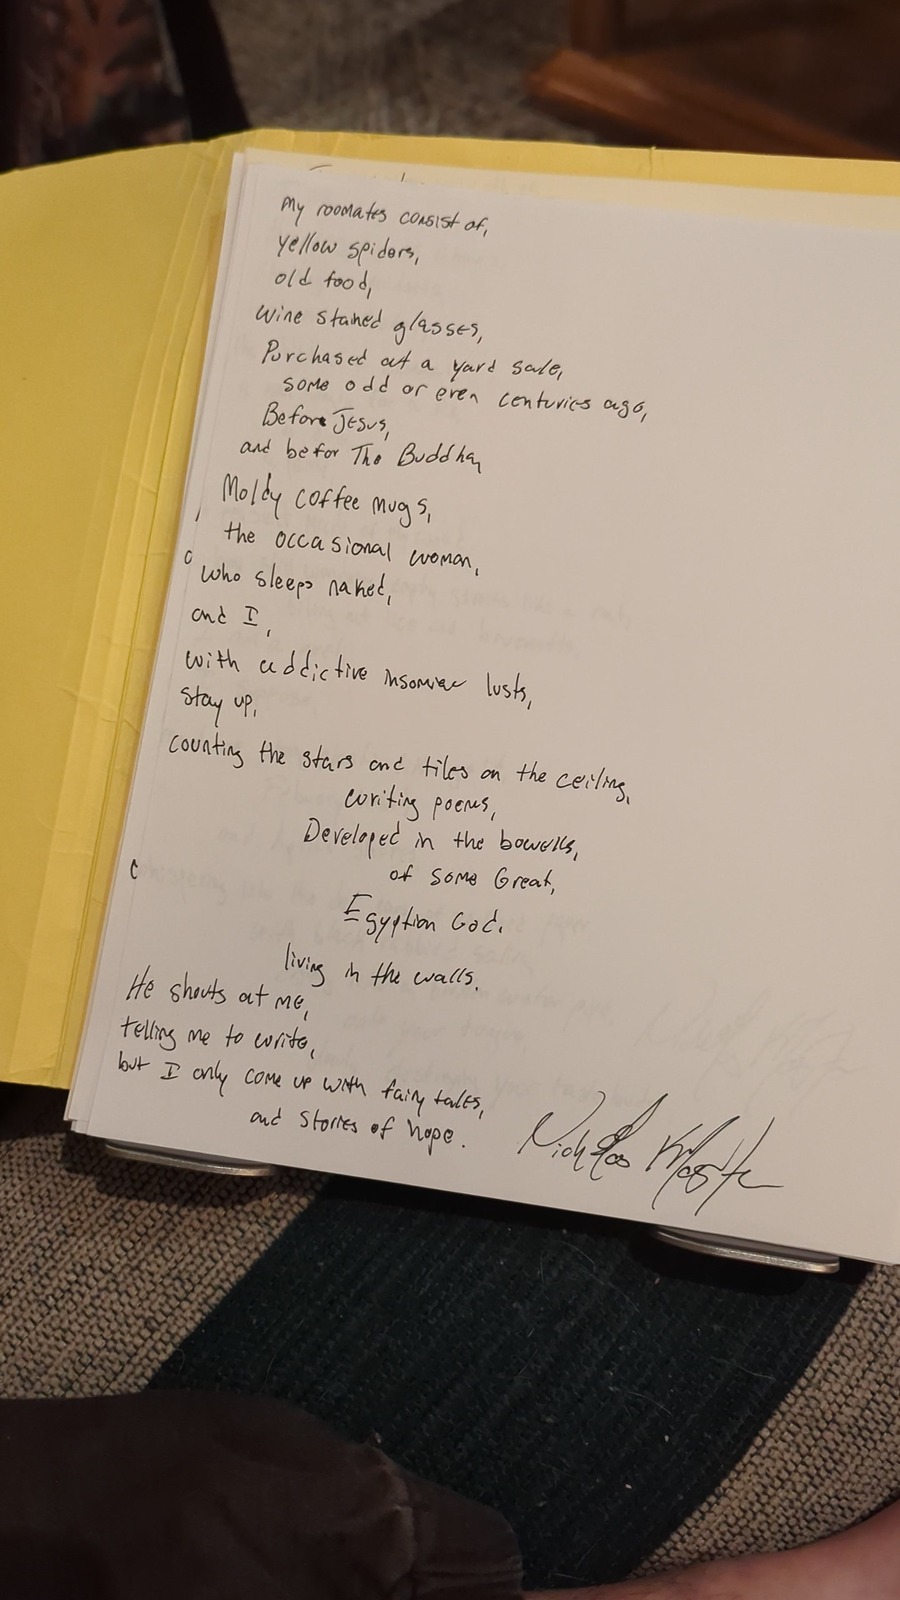 My roomates consist of,
yellow spiders,
old food,
wine stained glasses,
Purchased at a yard sale,
some odd or even centuries ago,
Before Jesus,
and befor The Buddha,
Moldy coffee mugs,
the occasional woman,
who sleeps naked,
and I,
with addictive insomiac lusts,
stay up,
counting the stars and tiles on the ceiling,
writing poems,
Developed in the bowells,
of some Great,
Egyption God.
living in the walls.
He shouts at me,
telling me to write,
but I only come up with fairy tales,
and stories of hope.